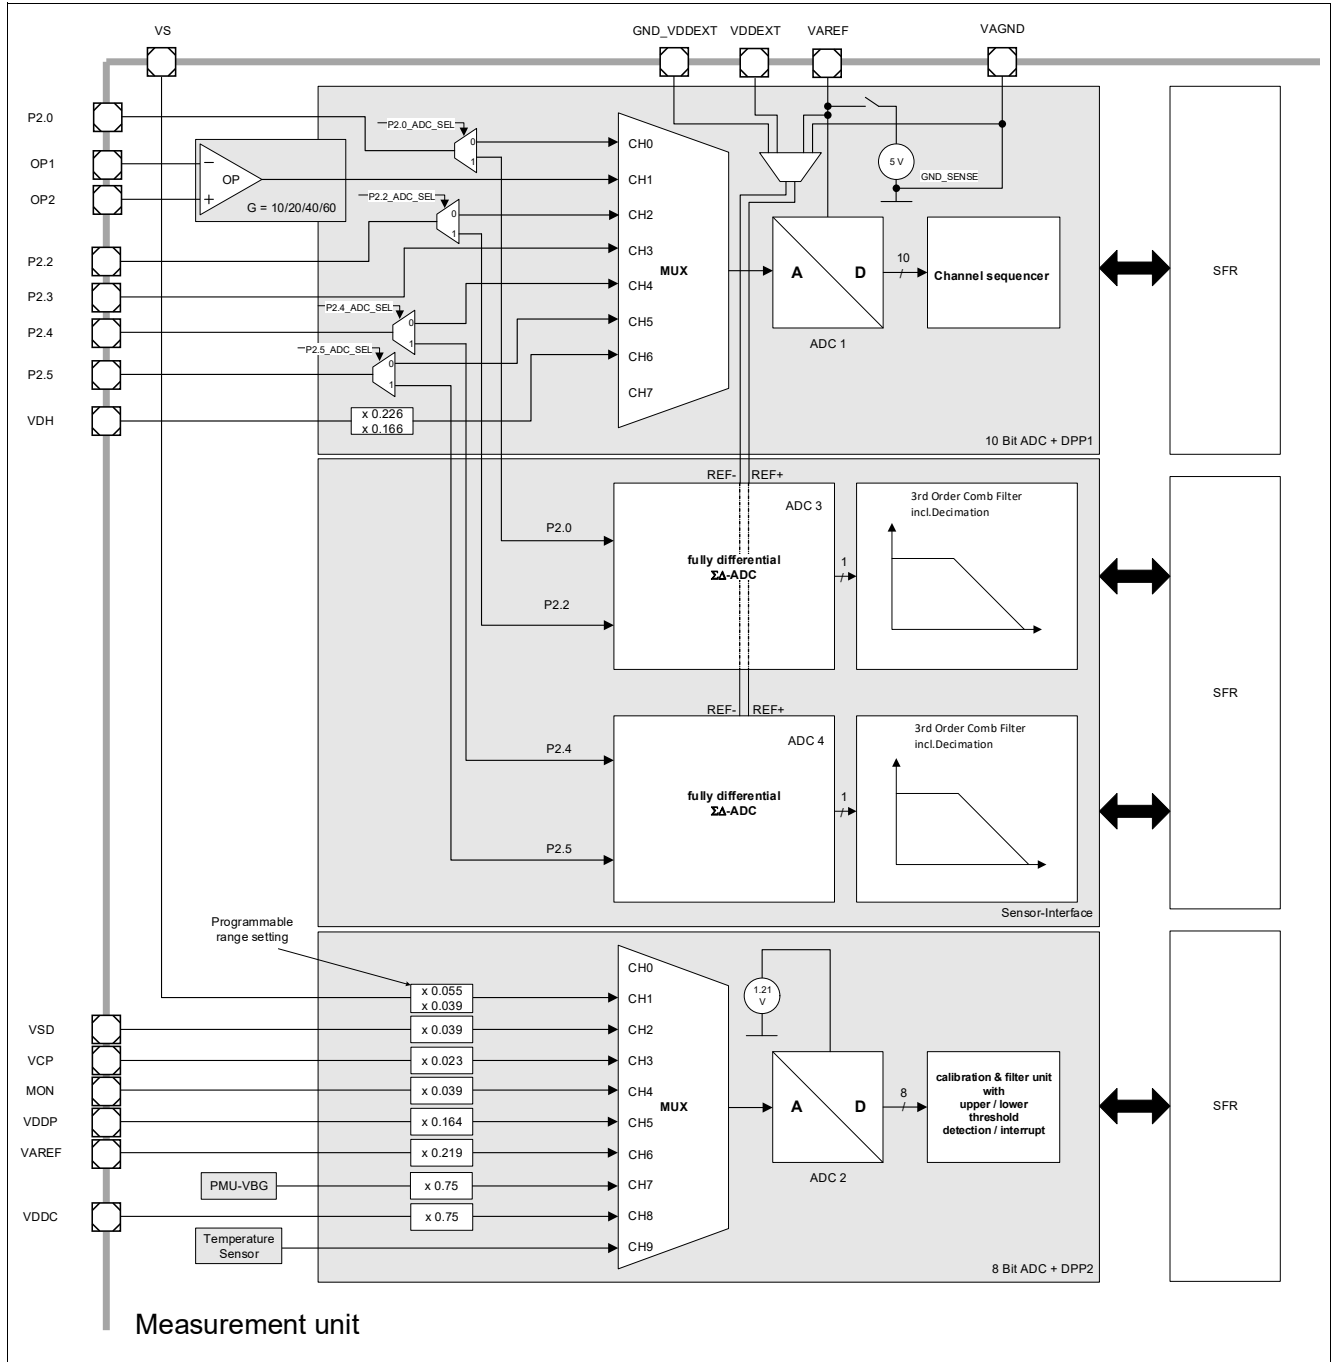 VS
GND_VDDEXT
VDDEXT
VAREF
VAGND
P2.0
OP1
OP2
P2.2
P2.3
P2.4
P2.5
VDH
P2.0_ADC_SEL
0
1
−
OP
+
G = 10/20/40/60
P2.2_ADC_SEL
0
1
P2.4_ADC_SEL
0
1
P2.5_ADC_SEL
0
1
x 0.226
x 0.166
CH0
CH1
CH2
CH3
CH4
CH5
CH6
CH7
MUX
5 V
GND_SENSE
A
D
ADC 1
10
Channel sequencer
10 Bit ADC + DPP1
SFR
REF-
REF+
ADC 3
P2.0
P2.2
fully differential
ΣΔ-ADC
1
3rd Order Comb Filter
incl.Decimation
REF-
REF+
ADC 4
P2.4
P2.5
fully differential
ΣΔ-ADC
1
3rd Order Comb Filter
incl.Decimation
Sensor-Interface
SFR
Programmable
range setting
VSD
VCP
MON
VDDP
VAREF
VDDC
PMU-VBG
Temperature
Sensor
x 0.055
x 0.039
x 0.039
x 0.023
x 0.039
x 0.164
x 0.219
x 0.75
x 0.75
CH0
CH1
CH2
CH3
CH4
CH5
CH6
CH7
CH8
CH9
MUX
1.21
V
A
D
ADC 2
8
calibration & filter unit
with
upper / lower
threshold
detection / interrupt
8 Bit ADC + DPP2
SFR
Measurement unit